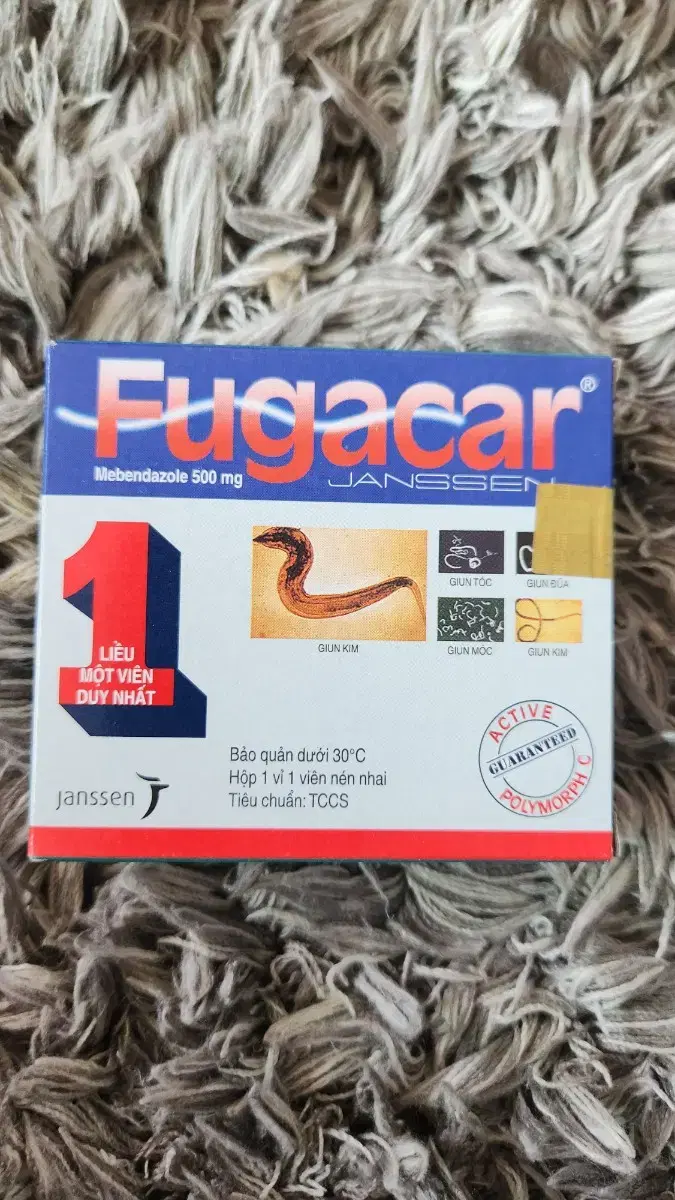 Fugacar®
Mebendazole 500 mg
JANSSEN
1
LIỀU
MỘT VIÊN
DUY NHẤT
GIUN KIM
GIUN TÓC
GIUN ĐŨA
GIUN MÓC
GIUN KIM
ACTIVE
GUARANTEED
POLYMORPH C
Bảo quản dưới 30°C
Hộp 1 vỉ 1 viên nén nhai
Tiêu chuẩn: TCCS
janssen